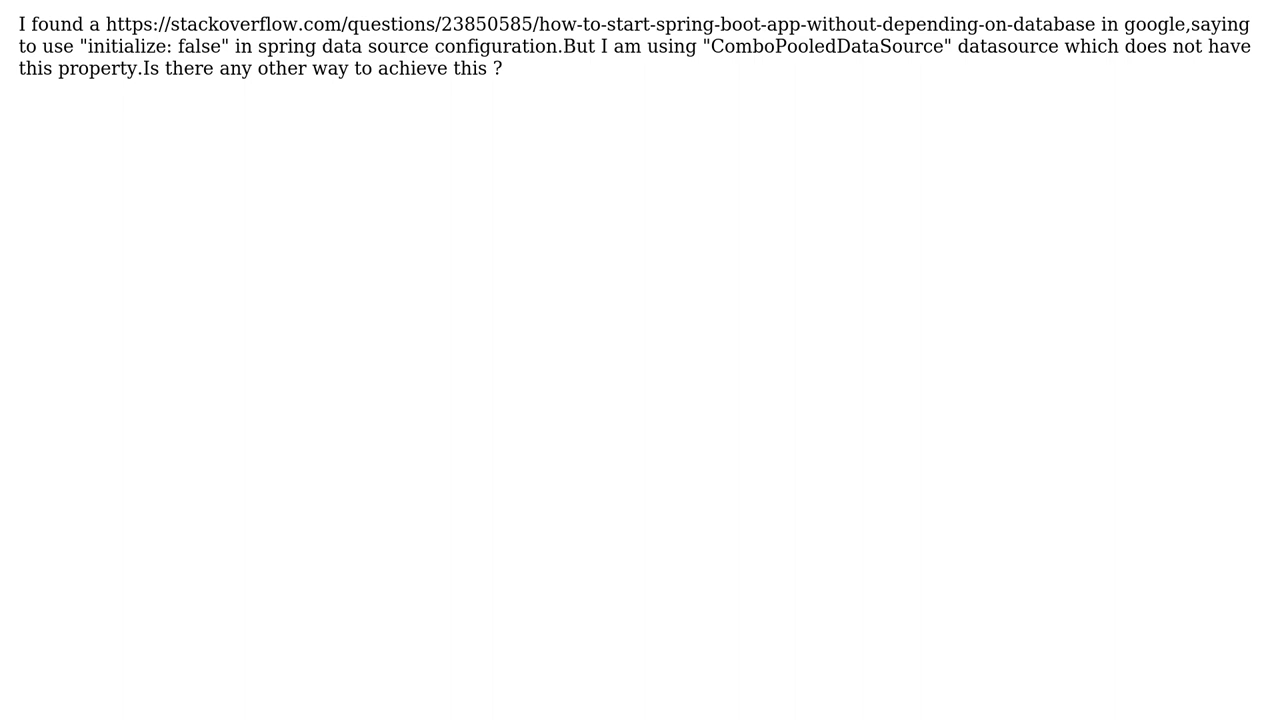 I found a https://stackoverflow.com/questions/23850585/how-to-start-spring-boot-app-without-depending-on-database in google,saying
to use "initialize: false" in spring data source configuration.But I am using "ComboPooledDataSource" datasource which does not have
this property.Is there any other way to achieve this ?